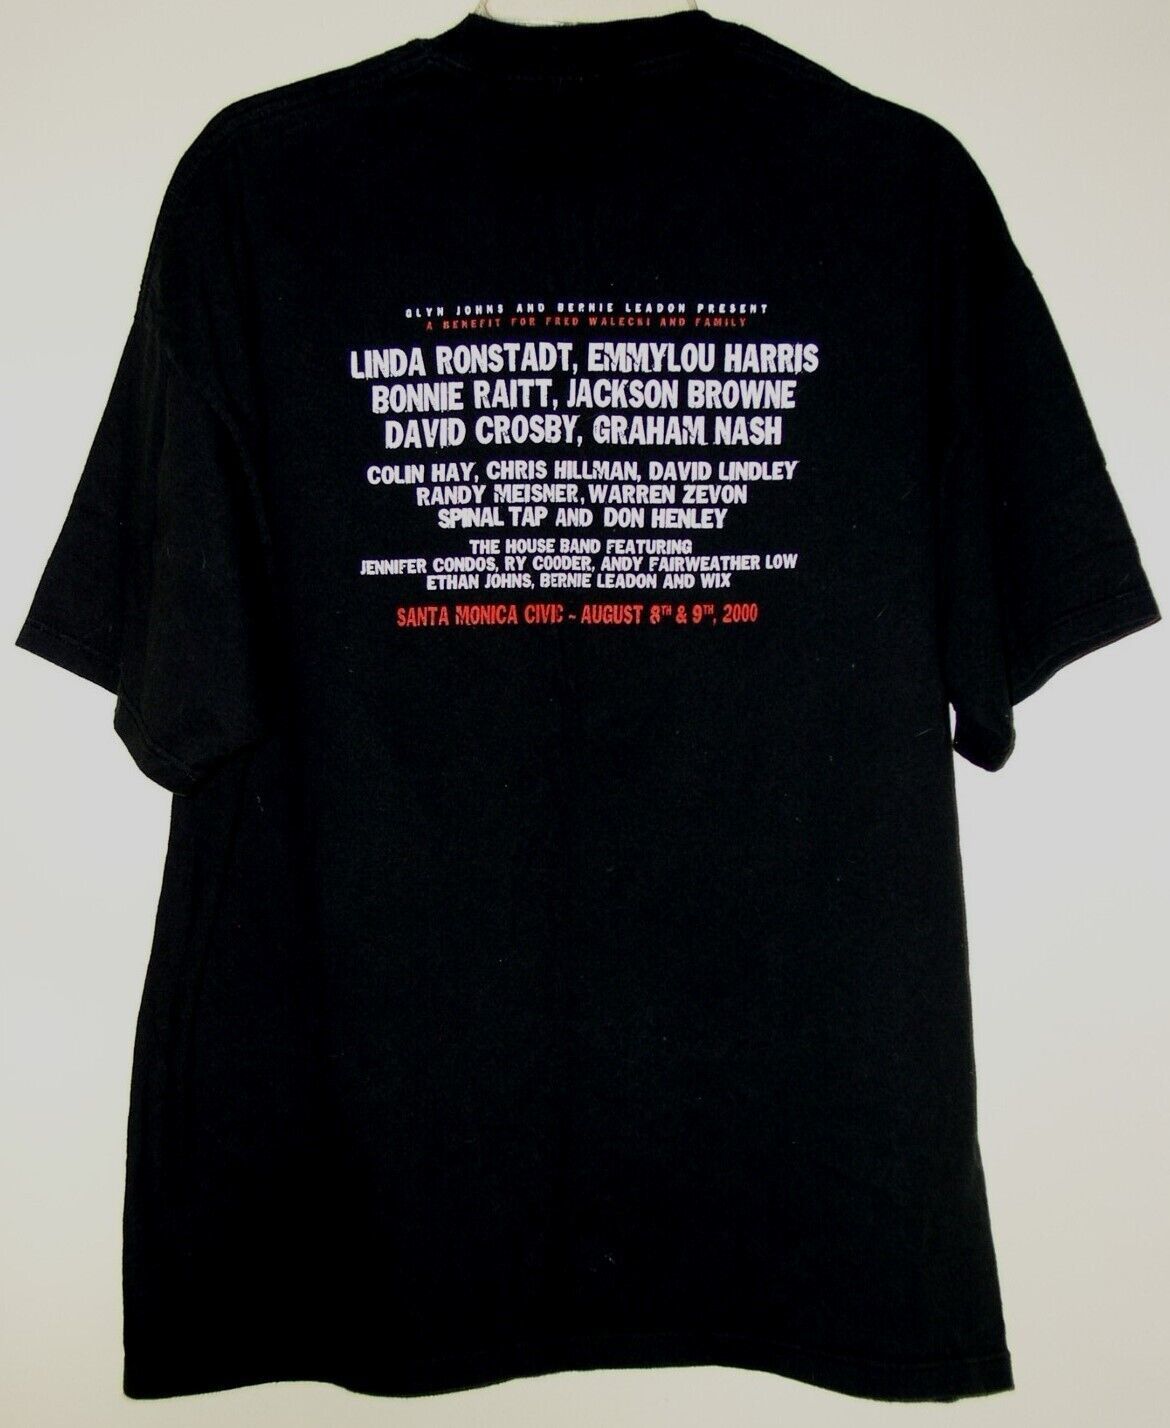 GLYN JOHNS AND BERNIE LEADON PRESENT
A BENEFIT FOR FRED WALECKI AND FAMILY
LINDA RONSTADT, EMMYLOU HARRIS
BONNIE RAITT, JACKSON BROWNE
DAVID CROSBY, GRAHAM NASH
COLIN HAY, CHRIS HILLMAN, DAVID LINDLEY
RANDY MEISNER, WARREN ZEVON
SPINAL TAP AND DON HENLEY
THE HOUSE BAND FEATURING
JENNIFER CONDOS, RY COODER, ANDY FAIRWEATHER LOW
ETHAN JOHNS, BERNIE LEADON AND WIX
SANTA MONICA CIVIC ~ AUGUST 8TH & 9TH, 2000